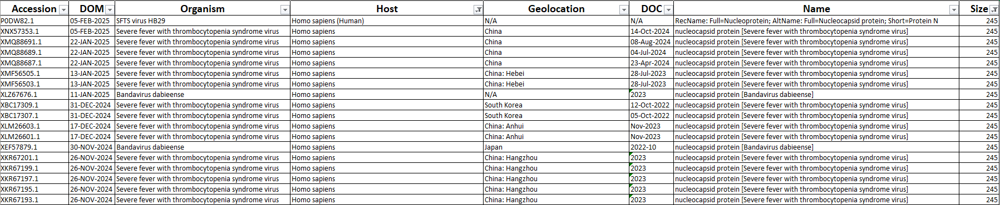 Accession DOM Organism Host Geolocation DOC Name Size
P0DW82.1 05-FEB-2025 SFTS virus HB29 Homo sapiens (Human) N/A N/A RecName: Full=Nucleoprotein; AltName: Full=Nucleocapsid protein; Short=Protein N 245
XNX57353.1 05-FEB-2025 Severe fever with thrombocytopenia syndrome virus Homo sapiens China 14-Oct-2024 nucleocapsid protein [Severe fever with thrombocytopenia syndrome virus] 245
XMQ88691.1 22-JAN-2025 Severe fever with thrombocytopenia syndrome virus Homo sapiens China 08-Aug-2024 nucleocapsid protein [Severe fever with thrombocytopenia syndrome virus] 245
XMQ88689.1 22-JAN-2025 Severe fever with thrombocytopenia syndrome virus Homo sapiens China 04-Jul-2024 nucleocapsid protein [Severe fever with thrombocytopenia syndrome virus] 245
XMQ88687.1 22-JAN-2025 Severe fever with thrombocytopenia syndrome virus Homo sapiens China 23-Apr-2024 nucleocapsid protein [Severe fever with thrombocytopenia syndrome virus] 245
XMF56505.1 13-JAN-2025 Severe fever with thrombocytopenia syndrome virus Homo sapiens China: Hebei 28-Jul-2023 nucleocapsid protein [Severe fever with thrombocytopenia syndrome virus] 245
XMF56503.1 13-JAN-2025 Severe fever with thrombocytopenia syndrome virus Homo sapiens China: Hebei 28-Jul-2023 nucleocapsid protein [Severe fever with thrombocytopenia syndrome virus] 245
XLZ67676.1 11-JAN-2025 Bandavirus dabieense Homo sapiens N/A 2023 nucleocapsid protein [Bandavirus dabieense] 245
XBC17309.1 31-DEC-2024 Severe fever with thrombocytopenia syndrome virus Homo sapiens South Korea 12-Oct-2022 nucleocapsid protein [Severe fever with thrombocytopenia syndrome virus] 245
XBC17307.1 31-DEC-2024 Severe fever with thrombocytopenia syndrome virus Homo sapiens South Korea 05-Oct-2022 nucleocapsid protein [Severe fever with thrombocytopenia syndrome virus] 245
XLM26603.1 17-DEC-2024 Severe fever with thrombocytopenia syndrome virus Homo sapiens China: Anhui Nov-2023 nucleocapsid protein [Severe fever with thrombocytopenia syndrome virus] 245
XLM26601.1 17-DEC-2024 Severe fever with thrombocytopenia syndrome virus Homo sapiens China: Anhui Nov-2023 nucleocapsid protein [Severe fever with thrombocytopenia syndrome virus] 245
XEF57879.1 30-NOV-2024 Bandavirus dabieense Homo sapiens Japan 2022-10 nucleocapsid protein [Bandavirus dabieense] 245
XKR67201.1 26-NOV-2024 Severe fever with thrombocytopenia syndrome virus Homo sapiens China: Hangzhou 2023 nucleocapsid protein [Severe fever with thrombocytopenia syndrome virus] 245
XKR67199.1 26-NOV-2024 Severe fever with thrombocytopenia syndrome virus Homo sapiens China: Hangzhou 2023 nucleocapsid protein [Severe fever with thrombocytopenia syndrome virus] 245
XKR67197.1 26-NOV-2024 Severe fever with thrombocytopenia syndrome virus Homo sapiens China: Hangzhou 2023 nucleocapsid protein [Severe fever with thrombocytopenia syndrome virus] 245
XKR67195.1 26-NOV-2024 Severe fever with thrombocytopenia syndrome virus Homo sapiens China: Hangzhou 2023 nucleocapsid protein [Severe fever with thrombocytopenia syndrome virus] 245
XKR67193.1 26-NOV-2024 Severe fever with thrombocytopenia syndrome virus Homo sapiens China: Hangzhou 2023 nucleocapsid protein [Severe fever with thrombocytopenia syndrome virus] 245